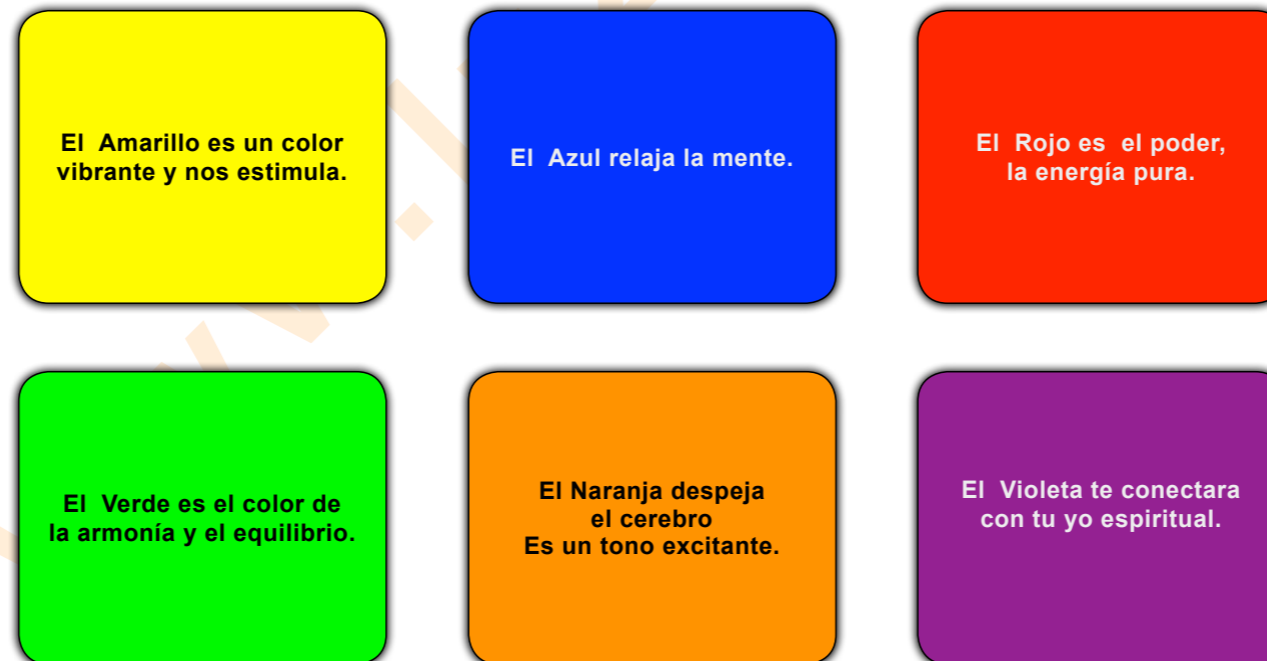 El Amarillo es un color
vibrante y nos estimula.
El Azul relaja la mente.
El Rojo es el poder,
la energía pura.
El Verde es el color de
la armonía y el equilibrio.
El Naranja despeja
el cerebro
Es un tono excitante.
El Violeta te conectara
con tu yo espiritual.